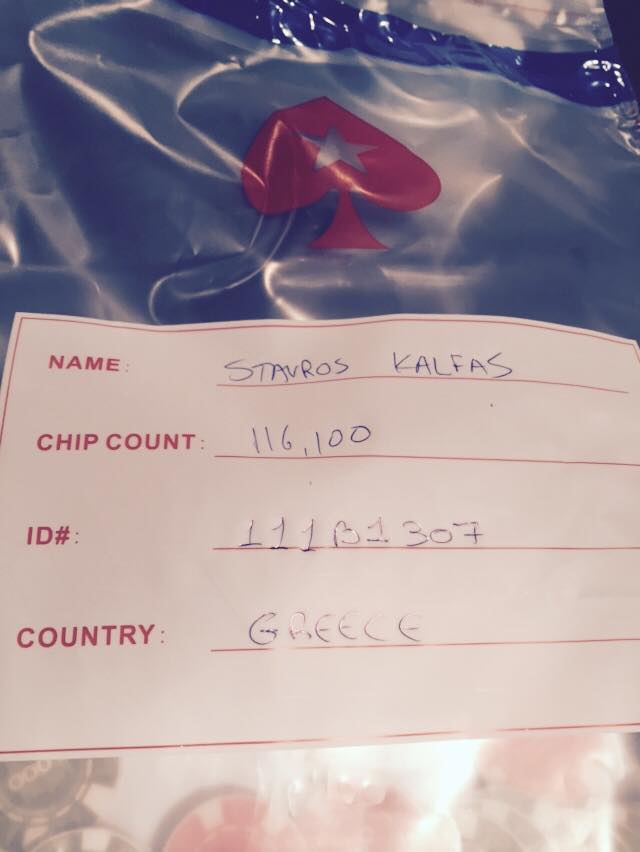 NAME: STAVROS KALFAS
CHIP COUNT: 116,100
ID#: 111B1307
COUNTRY: GREECE